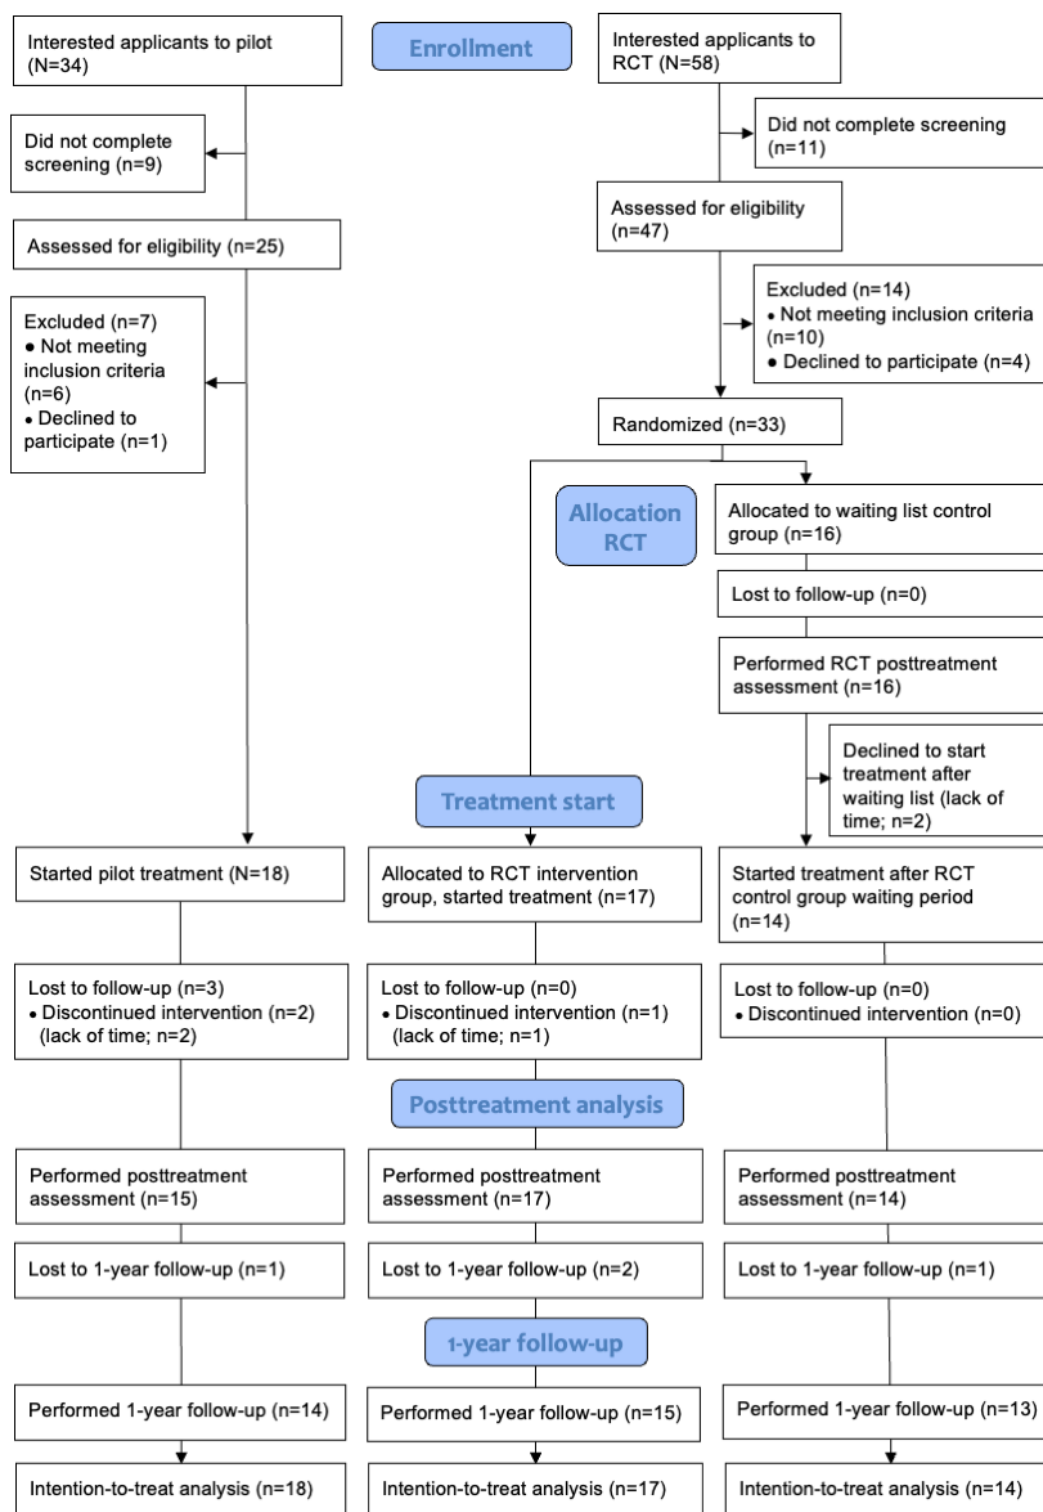 Interested applicants to pilot
(N=34)
Enrollment
Interested applicants to
RCT (N=58)
Did not complete
screening (n=9)
Did not complete screening
(n=11)
Assessed for eligibility (n=25)
Assessed for eligibility
(n=47)
Excluded (n=7)
● Not meeting
inclusion criteria
(n=6)
• Declined to
participate (n=1)
Excluded (n=14)
• Not meeting inclusion criteria
(n=10)
● Declined to participate (n=4)
Randomized (n=33)
Allocation
RCT
Allocated to waiting list control
group (n=16)
Lost to follow-up (n=0)
Performed RCT posttreatment
assessment (n=16)
Declined to start
treatment after
waiting list (lack of
time; n=2)
Treatment start
Started pilot treatment (N=18)
Allocated to RCT intervention
group, started treatment (n=17)
Started treatment after RCT
control group waiting period
(n=14)
Lost to follow-up (n=3)
• Discontinued intervention (n=2)
(lack of time; n=2)
Lost to follow-up (n=0)
• Discontinued intervention (n=1)
(lack of time; n=1)
Lost to follow-up (n=0)
• Discontinued intervention (n=0)
Posttreatment analysis
Performed posttreatment
assessment (n=15)
Performed posttreatment
assessment (n=17)
Performed posttreatment
assessment (n=14)
Lost to 1-year follow-up (n=1)
Lost to 1-year follow-up (n=2)
Lost to 1-year follow-up (n=1)
1-year follow-up
Performed 1-year follow-up (n=14)
Performed 1-year follow-up (n=15)
Performed 1-year follow-up (n=13)
Intention-to-treat analysis (n=18)
Intention-to-treat analysis (n=17)
Intention-to-treat analysis (n=14)